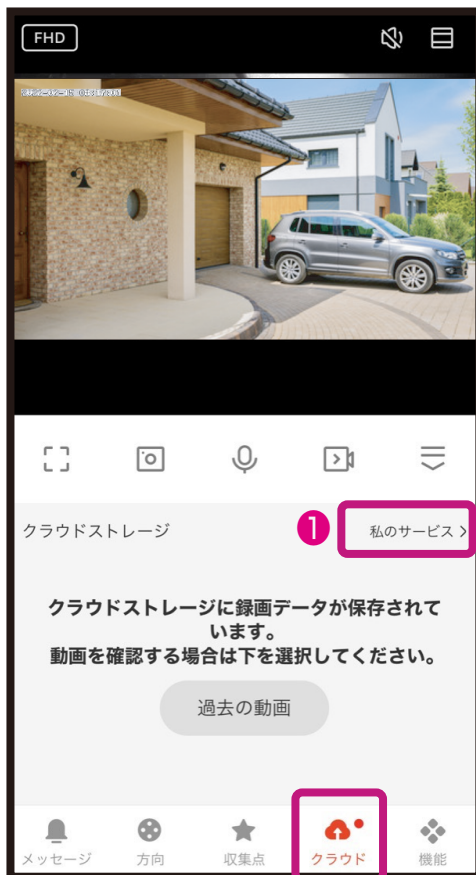 FHD
クラウドストレージ
1
私のサービス >
クラウドストレージに録画データが保存されて
います。
動画を確認する場合は下を選択してください。
過去の動画
メッセージ
方向
収集点
クラウド
機能